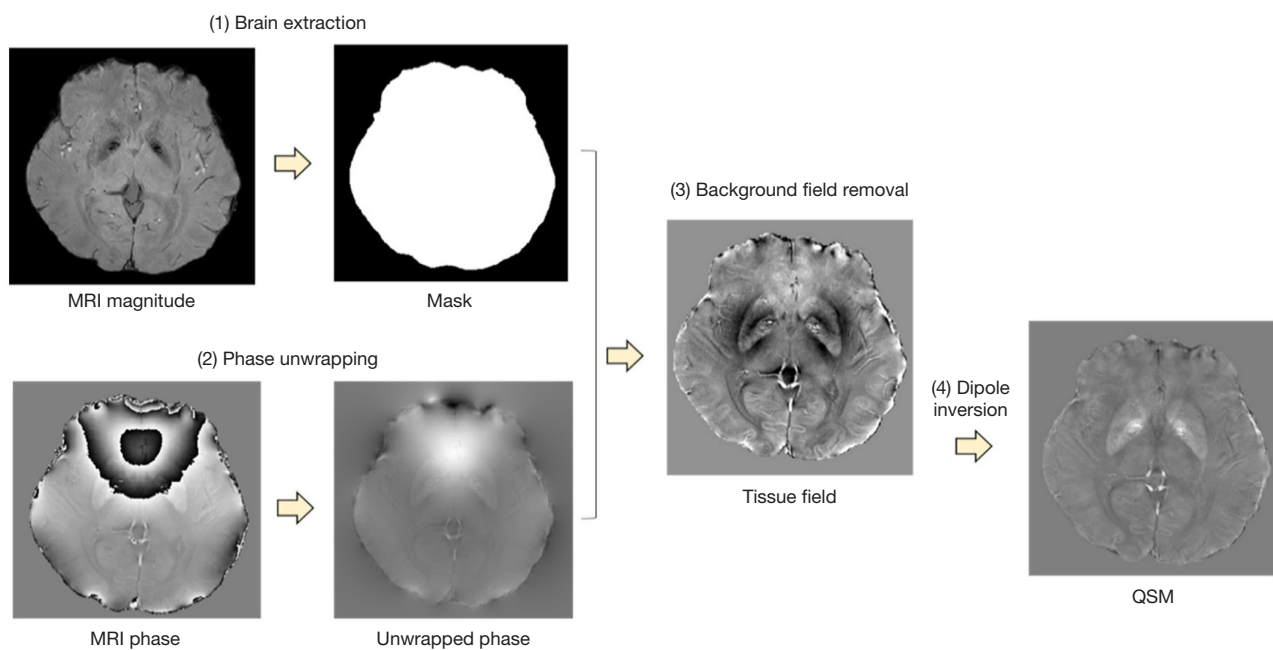 (1) Brain extraction
MRI magnitude
Mask
(2) Phase unwrapping
MRI phase
Unwrapped phase
(3) Background field removal
Tissue field
(4) Dipole
inversion
QSM